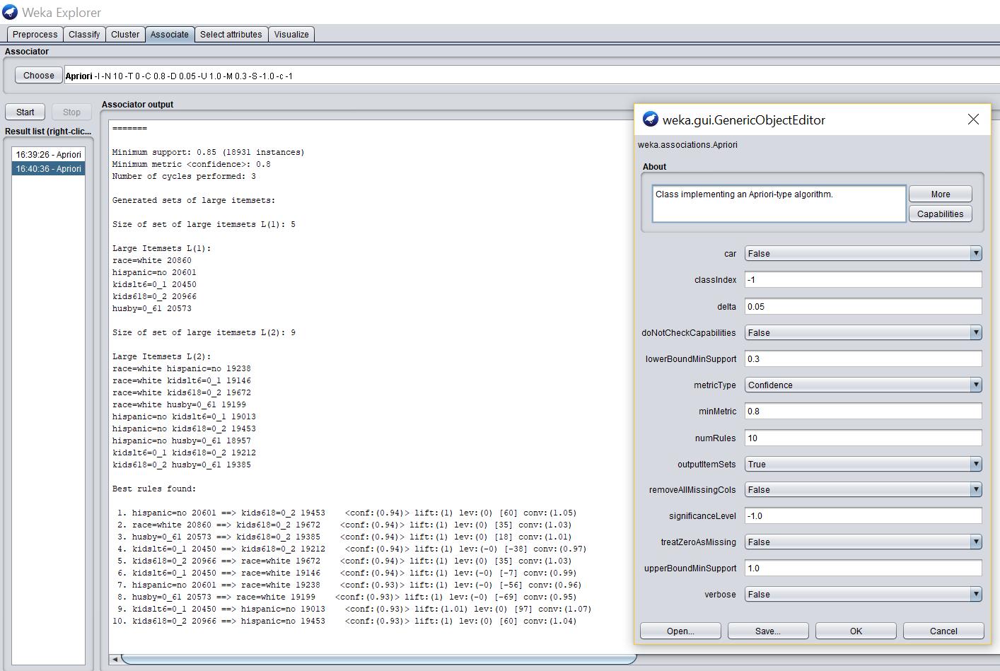 Weka Explorer
Preprocess Classify Cluster Associate Select attributes Visualize
Associator
Choose Apriori -I -N 10 -T 0 -C 0.8 -D 0.05 -U 1.0 -M 0.3 -S -1.0 -c -1
Start Stop
Result list (right-clic...
16:39:26 - Apriori
16:40:36 - Apriori
Associator output
=======
Minimum support: 0.85 (18931 instances)
Minimum metric <confidence>: 0.8
Number of cycles performed: 3
Generated sets of large itemsets:
Size of set of large itemsets L(1): 5
Large Itemsets L(1):
race=white 20860
hispanic=no 20601
kidslt6=0_1 20450
kids618=0_2 20966
husby=0_61 20573
Size of set of large itemsets L(2): 9
Large Itemsets L(2):
race=white hispanic=no 19238
race=white kidslt6=0_1 19146
race=white kids618=0_2 19672
race=white husby=0_61 19199
hispanic=no kidslt6=0_1 19013
hispanic=no kids618=0_2 19453
hispanic=no husby=0_61 18957
kidslt6=0_1 kids618=0_2 19212
kids618=0_2 husby=0_61 19385
Best rules found:
1. hispanic=no 20601 ==> kids618=0_2 19453 <conf:(0.94)> lift:(1) lev:(0) [60] conv:(1.05)
2. race=white 20860 ==> kids618=0_2 19672 <conf:(0.94)> lift:(1) lev:(0) [35] conv:(1.03)
3. husby=0_61 20573 ==> kids618=0_2 19385 <conf:(0.94)> lift:(1) lev:(0) [18] conv:(1.01)
4. kidslt6=0_1 20450 ==> kids618=0_2 19212 <conf:(0.94)> lift:(1) lev:(-0) [-38] conv:(0.97)
5. kids618=0_2 20966 ==> race=white 19672 <conf:(0.94)> lift:(1) lev:(0) [35] conv:(1.03)
6. kidslt6=0_1 20450 ==> race=white 19146 <conf:(0.94)> lift:(1) lev:(-0) [-7] conv:(0.99)
7. hispanic=no 20601 ==> race=white 19238 <conf:(0.93)> lift:(1) lev:(-0) [-56] conv:(0.96)
8. husby=0_61 20573 ==> race=white 19199 <conf:(0.93)> lift:(1) lev:(-0) [-69] conv:(0.95)
9. kidslt6=0_1 20450 ==> hispanic=no 19013 <conf:(0.93)> lift:(1.01) lev:(0) [97] conv:(1.07)
10. kids618=0_2 20966 ==> hispanic=no 19453 <conf:(0.93)> lift:(1) lev:(0) [60] conv:(1.04)
weka.gui.GenericObjectEditor
weka.associations.Apriori
About
Class implementing an Apriori-type algorithm.
More
Capabilities
car False
classIndex -1
delta 0.05
doNotCheckCapabilities False
lowerBoundMinSupport 0.3
metricType Confidence
minMetric 0.8
numRules 10
outputItemSets True
removeAllMissingCols False
significanceLevel -1.0
treatZeroAsMissing False
upperBoundMinSupport 1.0
verbose False
Open... Save... OK Cancel